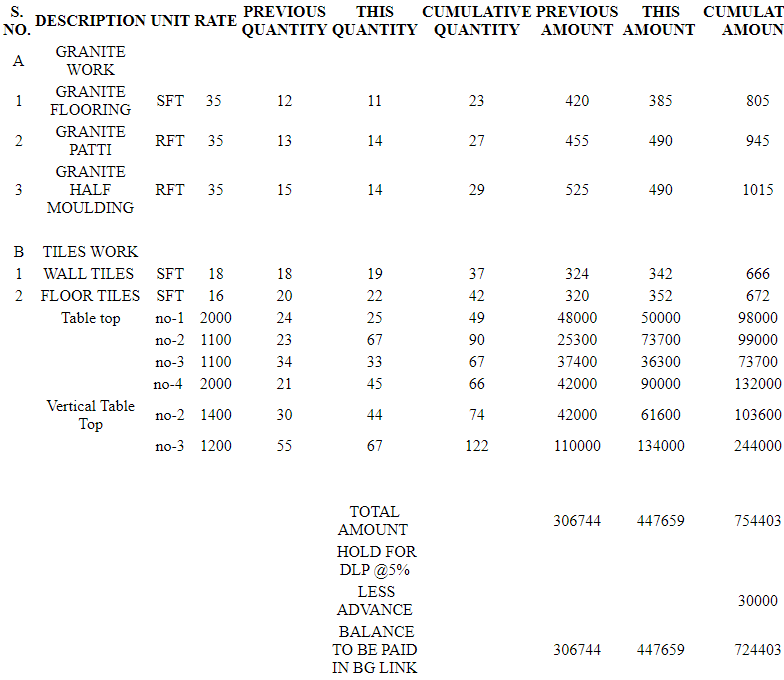 S. NO. DESCRIPTION UNIT RATE PREVIOUS QUANTITY THIS QUANTITY CUMULATIVE QUANTITY PREVIOUS AMOUNT THIS AMOUNT CUMULAT AMOUN
A GRANITE WORK
1 GRANITE FLOORING SFT 35 12 11 23 420 385 805
2 GRANITE PATTI RFT 35 13 14 27 455 490 945
3 GRANITE HALF MOULDING RFT 35 15 14 29 525 490 1015
B TILES WORK
1 WALL TILES SFT 18 18 19 37 324 342 666
2 FLOOR TILES SFT 16 20 22 42 320 352 672
Table top no-1 2000 24 25 49 48000 50000 98000
no-2 1100 23 67 90 25300 73700 99000
no-3 1100 34 33 67 37400 36300 73700
no-4 2000 21 45 66 42000 90000 132000
Vertical Table Top no-2 1400 30 44 74 42000 61600 103600
no-3 1200 55 67 122 110000 134000 244000
TOTAL AMOUNT 306744 447659 754403
HOLD FOR DLP @5%
LESS ADVANCE 30000
BALANCE TO BE PAID IN BG LINK 306744 447659 724403